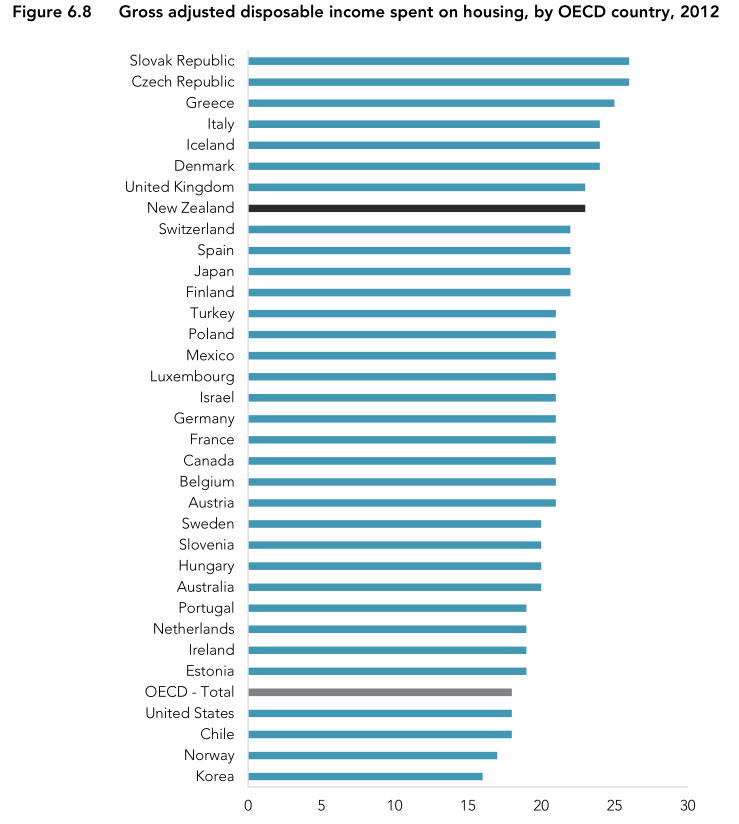 Figure 6.8 Gross adjusted disposable income spent on housing, by OECD country, 2012
Slovak Republic
Czech Republic
Greece
Italy
Iceland
Denmark
United Kingdom
New Zealand
Switzerland
Spain
Japan
Finland
Turkey
Poland
Mexico
Luxembourg
Israel
Germany
France
Canada
Belgium
Austria
Sweden
Slovenia
Hungary
Australia
Portugal
Netherlands
Ireland
Estonia
OECD - Total
United States
Chile
Norway
Korea
0 5 10 15 20 25 30